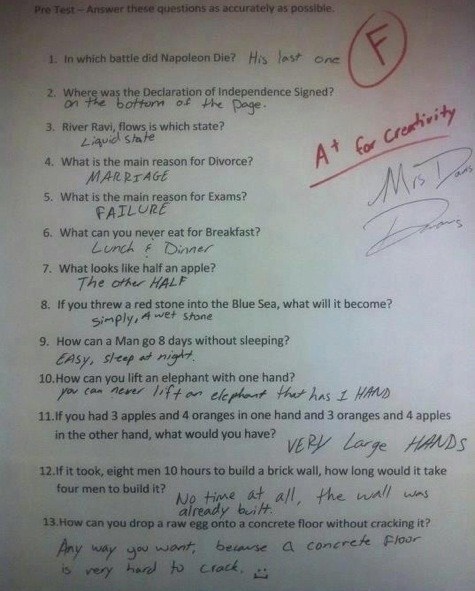 Pre Test – Answer these questions as accurately as possible.
F
1. In which battle did Napoleon Die? His last one
2. Where was the Declaration of Independence Signed?
on the bottom of the page.
3. River Ravi, flows is which state?
Liquid state
A+ for Creativity
4. What is the main reason for Divorce?
MARRIAGE
Mrs
5. What is the main reason for Exams?
FAILURE
6. What can you never eat for Breakfast?
Lunch & Dinner
7. What looks like half an apple?
The other HALF
8. If you threw a red stone into the Blue Sea, what will it become?
Simply, A wet stone
9. How can a Man go 8 days without sleeping?
EASy, sleep at night.
10.How can you lift an elephant with one hand?
you can never lift an elephant that has 1 HAND
11.If you had 3 apples and 4 oranges in one hand and 3 oranges and 4 apples
in the other hand, what would you have? VERY Large HANDS
12.If it took, eight men 10 hours to build a brick wall, how long would it take
four men to build it? No time at all, the wall was
already built.
13.How can you drop a raw egg onto a concrete floor without cracking it?
Any way you want, because a concrete floor
is very hard to crack. :)